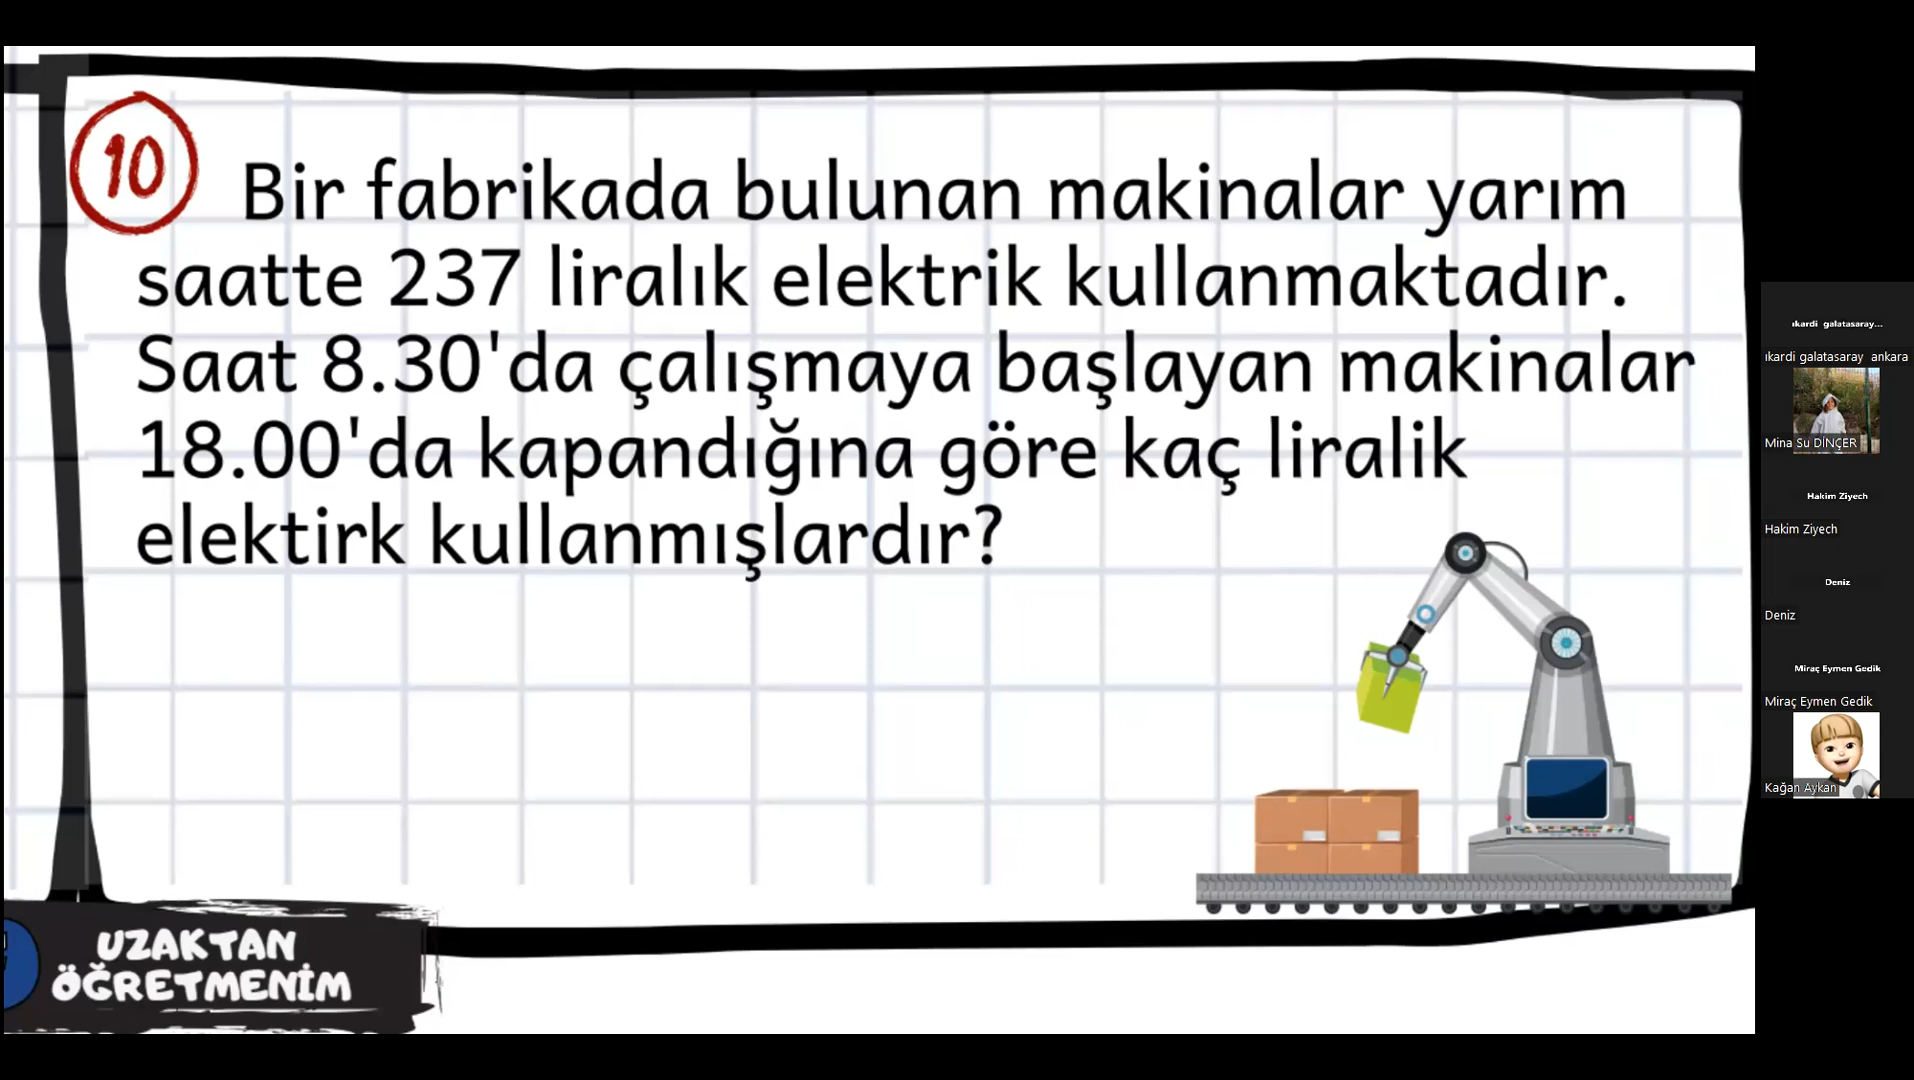 10
Bir fabrikada bulunan makinalar yarım
saatte 237 liralık elektrik kullanmaktadır.
Saat 8.30'da çalışmaya başlayan makinalar
18.00'da kapandığına göre kaç liralik
elektirk kullanmışlardır?
UZAKTAN
ÖĞRETMENİM
ıkardi galatasaray...
ıkardi galatasaray ankara
Mina Su DİNÇER
Hakim Ziyech
Hakim Ziyech
Deniz
Deniz
Miraç Eymen Gedik
Miraç Eymen Gedik
Kağan Aykan